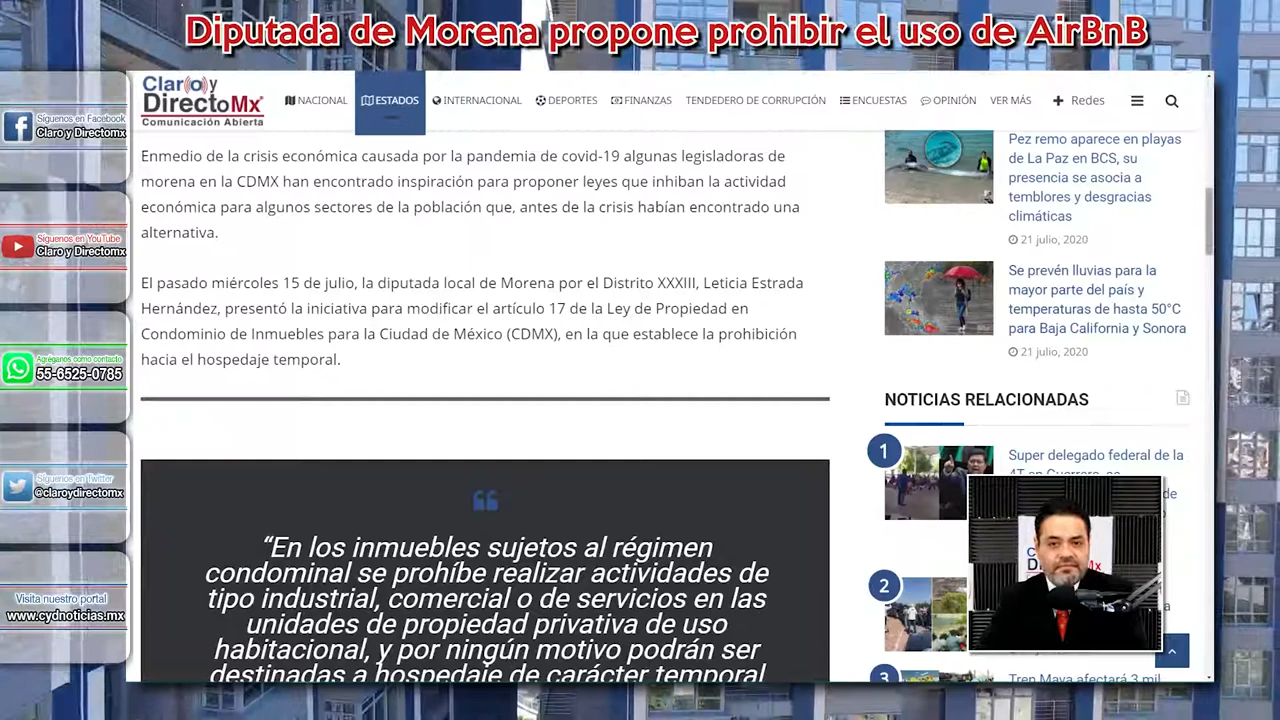 Diputada de Morena propone prohibir el uso de AirBnB
Síguenos en Facebook
Claro y Directomx
Síguenos en YouTube
Claro y Directomx
Agréganos como contacto
55-6525-0785
Síguenos en Twitter
@claroydirectomx
Visita nuestro portal
www.cydnoticias.mx
Claro y
DirectoMx
Comunicación Abierta
NACIONAL
ESTADOS
INTERNACIONAL
DEPORTES
FINANZAS
TENDEDERO DE CORRUPCIÓN
ENCUESTAS
OPINIÓN
VER MÁS
Redes
Enmedio de la crisis económica causada por la pandemia de covid-19 algunas legisladoras de
morena en la CDMX han encontrado inspiración para proponer leyes que inhiban la actividad
económica para algunos sectores de la población que, antes de la crisis habían encontrado una
alternativa.
El pasado miércoles 15 de julio, la diputada local de Morena por el Distrito XXXIII, Leticia Estrada
Hernández, presentó la iniciativa para modificar el artículo 17 de la Ley de Propiedad en
Condominio de Inmuebles para la Ciudad de México (CDMX), en la que establece la prohibición
hacia el hospedaje temporal.
“En los inmuebles sujetos al régimen
condominal se prohíbe realizar actividades de
tipo industrial, comercial o de servicios en las
unidades de propiedad privativa de uso
habitacional, y por ningún motivo podrán ser
destinadas a hospedaje de carácter temporal
Pez remo aparece en playas
de La Paz en BCS, su
presencia se asocia a
temblores y desgracias
climáticas
21 julio, 2020
Se prevén lluvias para la
mayor parte del país y
temperaturas de hasta 50°C
para Baja California y Sonora
21 julio, 2020
NOTICIAS RELACIONADAS
1
Super delegado federal de la
4T en Guerrero, se
de
2
3
Tren Maya afectará 3 mil